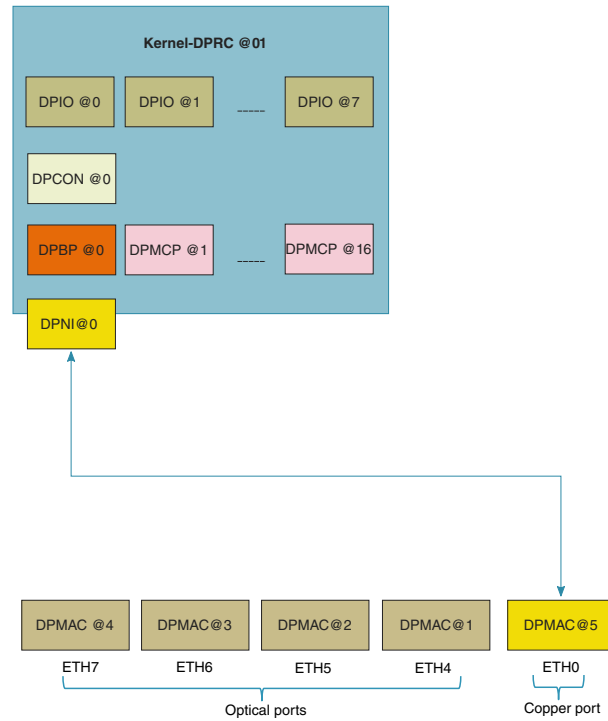 Kernel-DPRC @01
DPIO @0 DPIO @1 ----- DPIO @7
DPCON @0
DPBP @0 DPMCP @1 ----- DPMCP @16
DPNI@0
DPMAC @4 DPMAC@3 DPMAC@2 DPMAC@1 DPMAC@5
ETH7 ETH6 ETH5 ETH4 ETH0
Optical ports Copper port